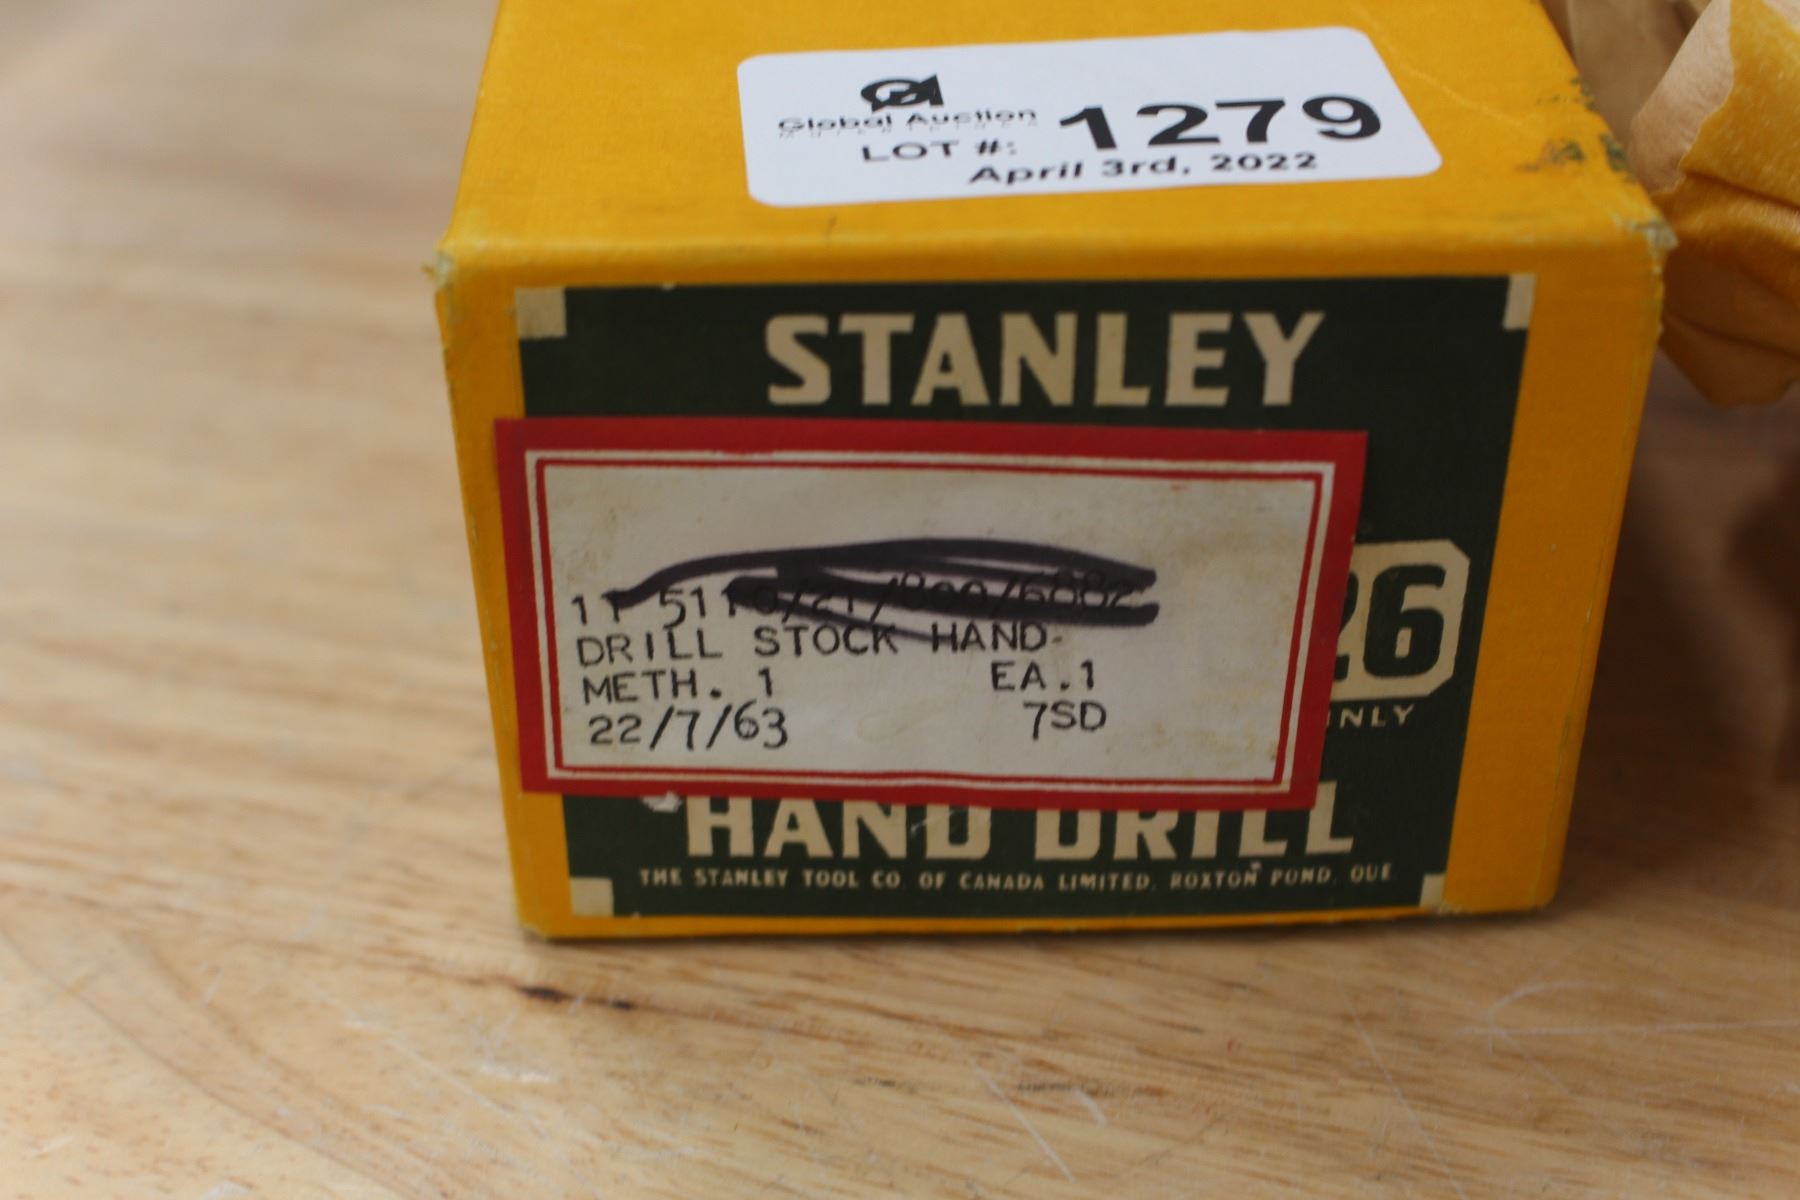 Global Auction
LOT #: 1279
April 3rd, 2022
STANLEY
DRILL STOCK HAND-
METH. 1 EA.1
22/7/63 7SD
26
HAND DRILL
THE STANLEY TOOL CO. OF CANADA LIMITED, ROXTON POND, QUE.